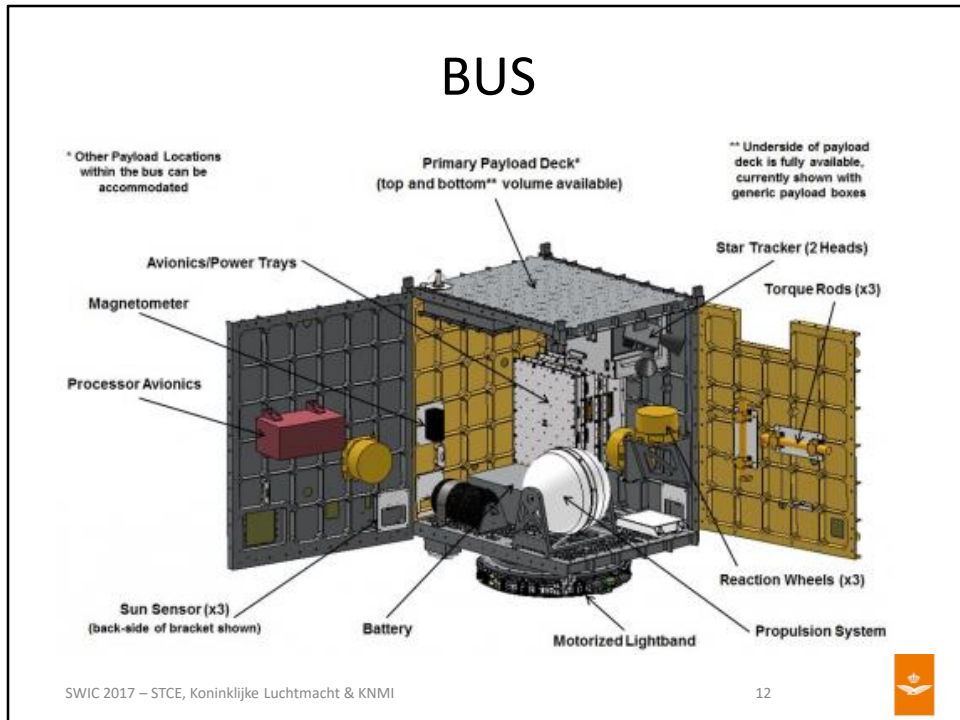 BUS
* Other Payload Locations
within the bus can be
accommodated
Primary Payload Deck*
(top and bottom** volume available)
** Underside of payload
deck is fully available,
currently shown with
generic payload boxes
Avionics/Power Trays
Star Tracker (2 Heads)
Magnetometer
Torque Rods (x3)
Processor Avionics
Reaction Wheels (x3)
Sun Sensor (x3)
(back-side of bracket shown)
Battery
Propulsion System
Motorized Lightband
SWIC 2017 – STCE, Koninklijke Luchtmacht & KNMI
12